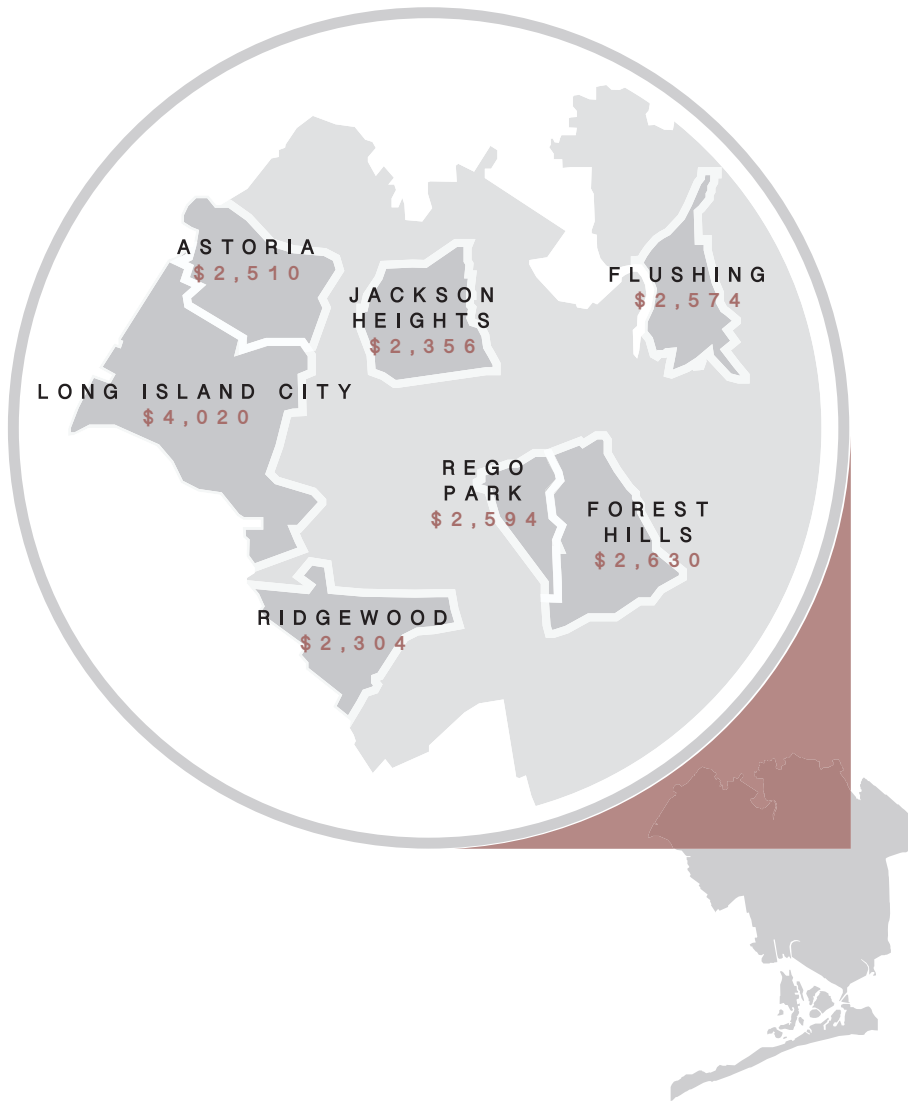 ASTORIA
$2,510
JACKSON
HEIGHTS
$2,356
FLUSHING
$2,574
LONG ISLAND CITY
$4,020
REGO
PARK
$2,594
FOREST
HILLS
$2,630
RIDGEWOOD
$2,304